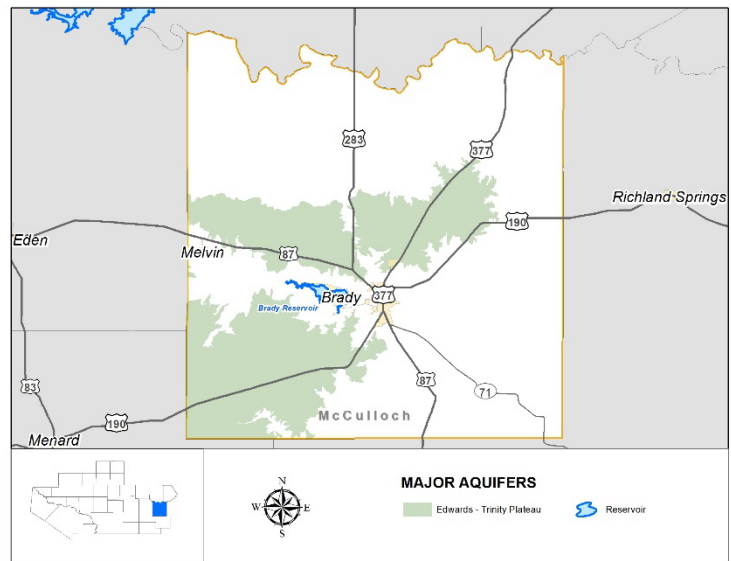 283
377
Richland Springs
190
Eden
Melvin
87
Brady
377
Brady Reservoir
83
87
71
McCulloch
190
Menard
N
W
E
S
MAJOR AQUIFERS
Edwards - Trinity Plateau
Reservoir